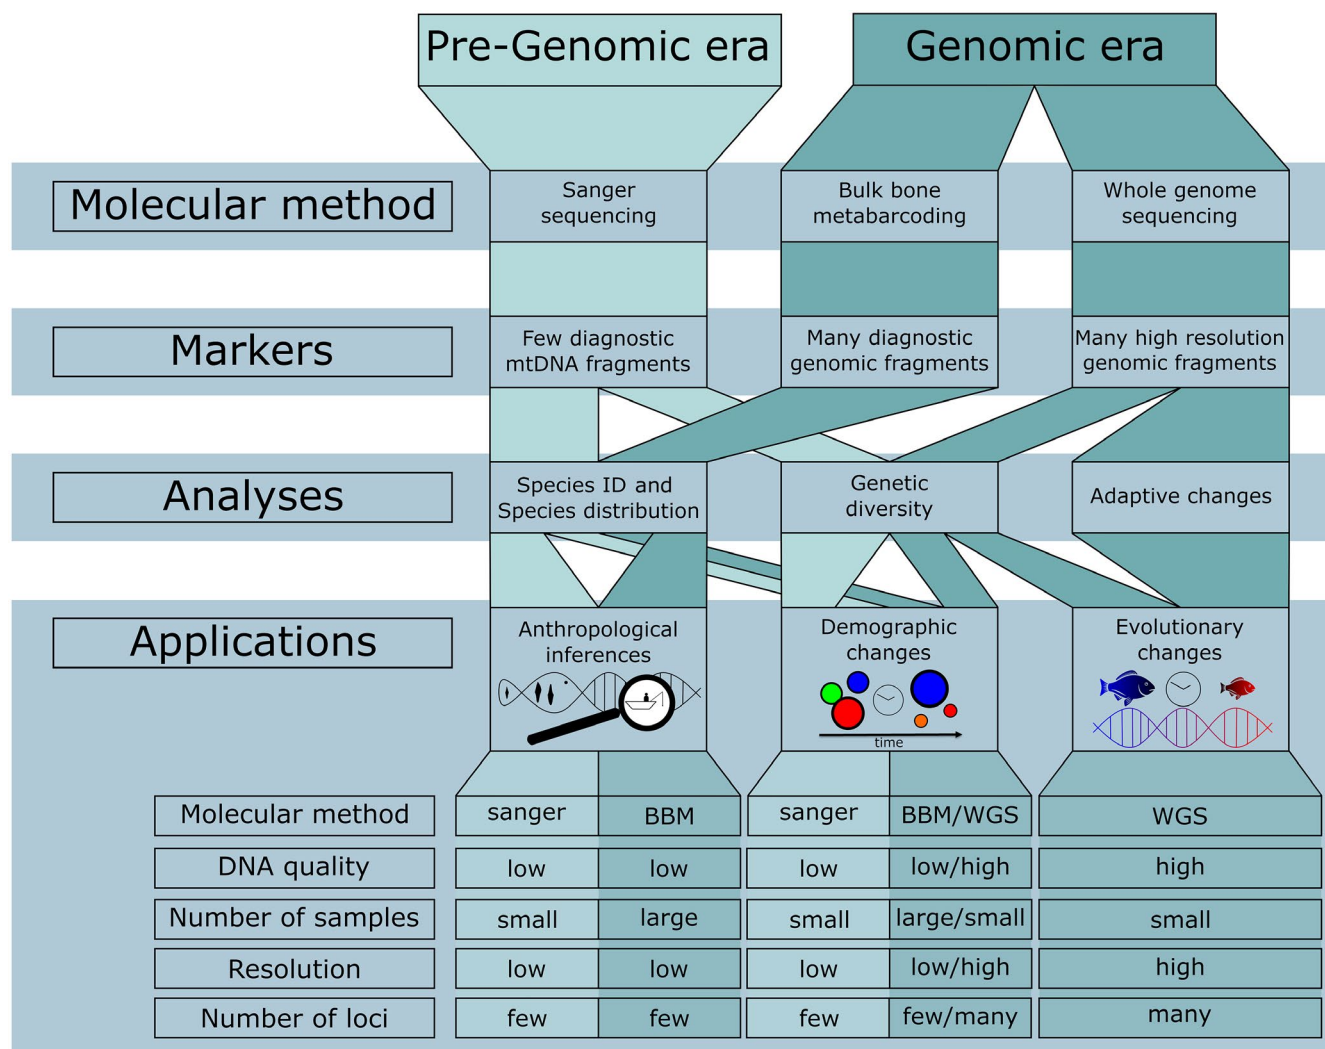 Pre-Genomic era
Genomic era
Molecular method
Sanger
sequencing
Bulk bone
metabarcoding
Whole genome
sequencing
Markers
Few diagnostic
mtDNA fragments
Many diagnostic
genomic fragments
Many high resolution
genomic fragments
Analyses
Species ID and
Species distribution
Genetic
diversity
Adaptive changes
Applications
Anthropological
inferences
Demographic
changes
time
Evolutionary
changes
Molecular method
sanger
BBM
sanger
BBM/WGS
WGS
DNA quality
low
low
low
low/high
high
Number of samples
small
large
small
large/small
small
Resolution
low
low
low
low/high
high
Number of loci
few
few
few
few/many
many